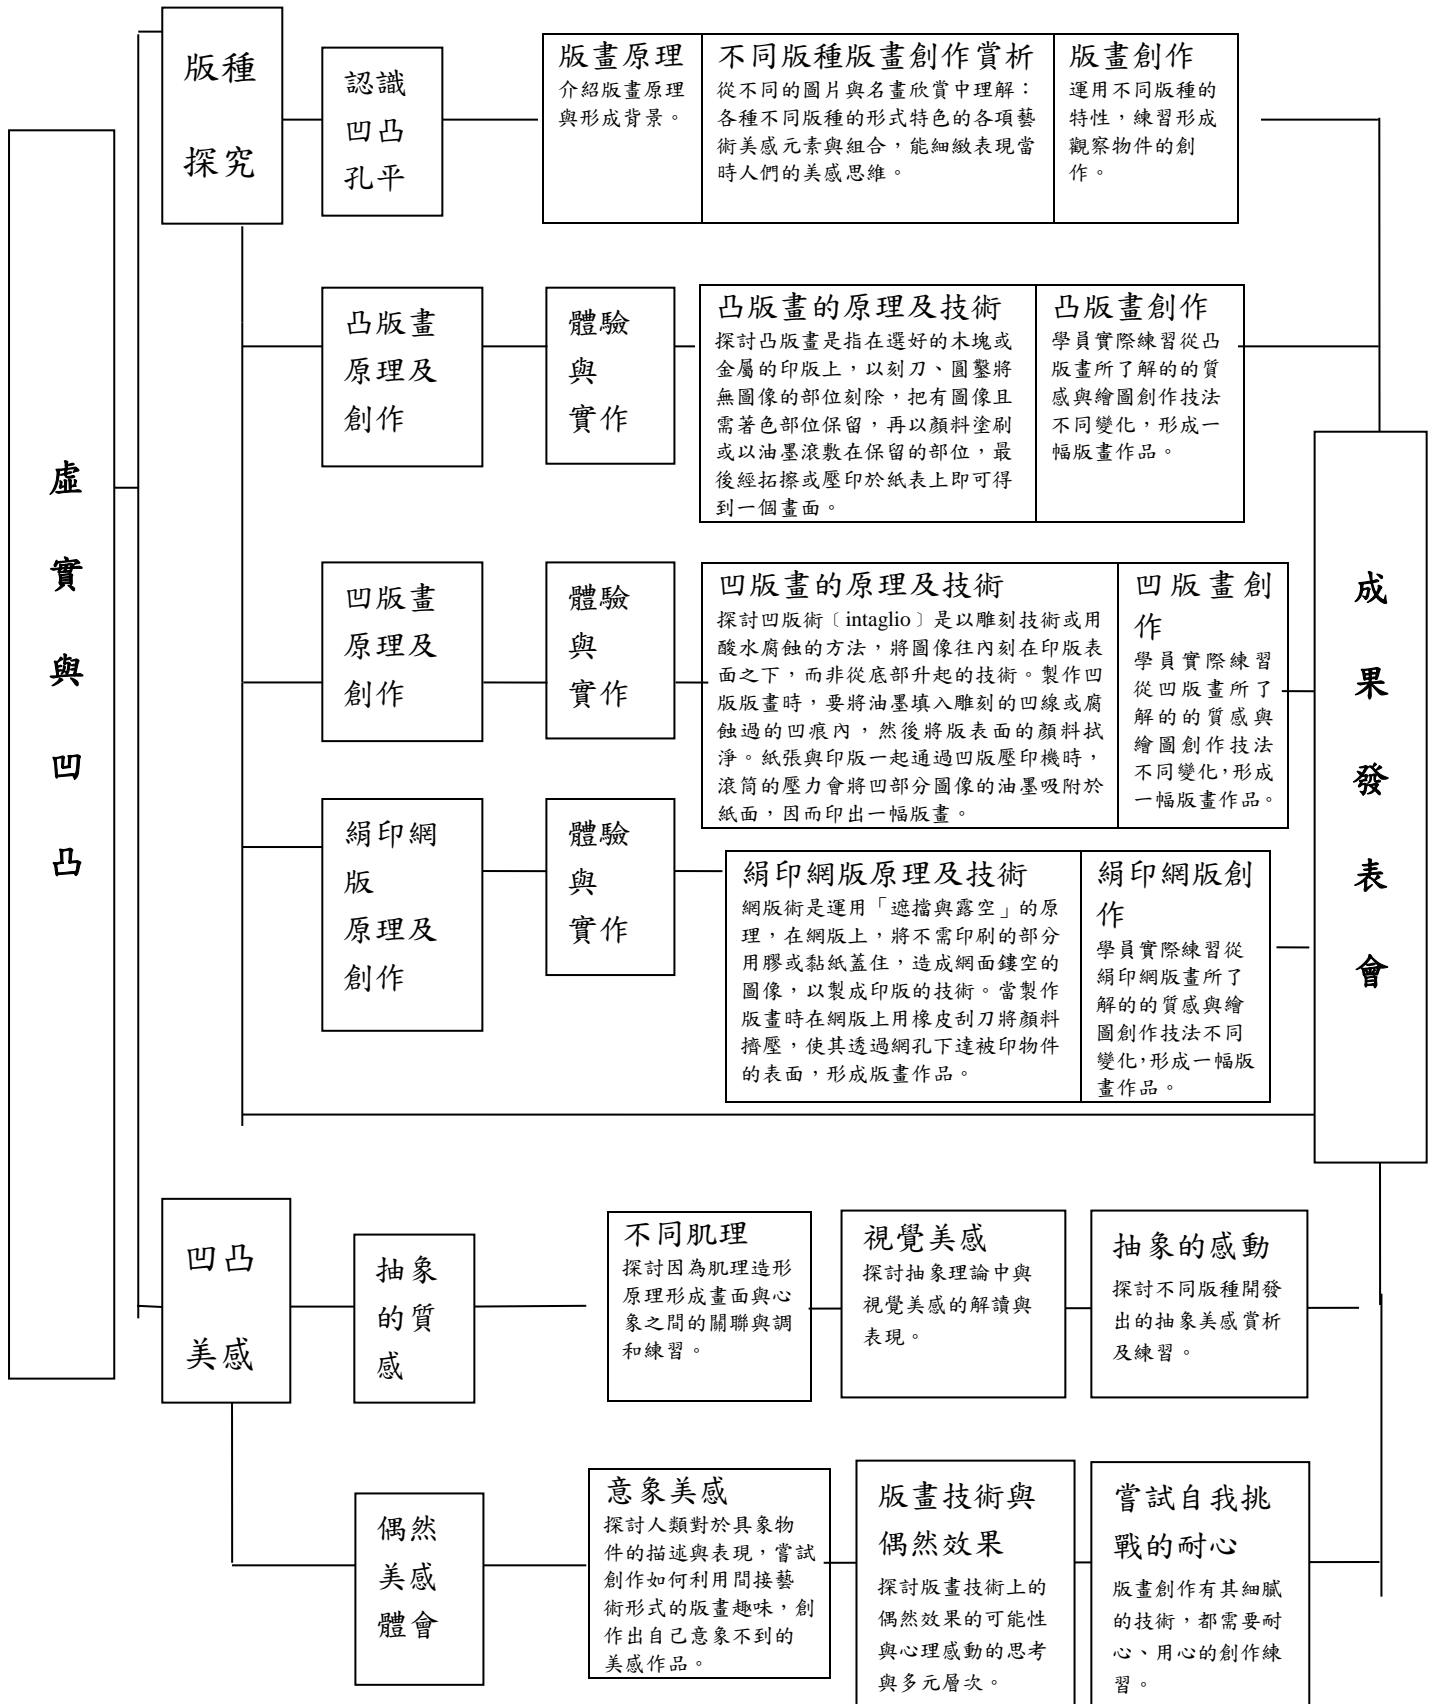 虛實與凹凸
版種
探究
認識
凹凸
孔平
版畫原理
介紹版畫原理
與形成背景。
不同版種版畫創作賞析
從不同的圖片與名畫欣賞中理解：
各種不同版種的形式特色的各項藝
術美感元素與組合，能細緻表現當
時人們的美感思維。
版畫創作
運用不同版種的
特性，練習形成
觀察物件的創
作。
凸版畫
原理及
創作
體驗
與
實作
凸版畫的原理及技術
探討凸版畫是指在選好的木塊或
金屬的印版上，以刻刀、圓鑿將
無圖像的部位刻除，把有圖像且
需著色部位保留，再以顏料塗刷
或以油墨滾敷在保留的部位，最
後經拓擦或壓印於紙表上即可得
到一個畫面。
凸版畫創作
學員實際練習從凸
版畫所了解的的質
感與繪圖創作技法
不同變化，形成一
幅版畫作品。
凹版畫
原理及
創作
體驗
與
實作
凹版畫的原理及技術
探討凹版術﹝intaglio﹞是以雕刻技術或用
酸水腐蝕的方法，將圖像往內刻在印版表
面之下，而非從底部升起的技術。製作凹
版版畫時，要將油墨填入雕刻的凹線或腐
蝕過的凹痕內，然後將版表面的顏料拭
淨。紙張與印版一起通過凹版壓印機時，
滾筒的壓力會將凹部分圖像的油墨吸附於
紙面，因而印出一幅版畫。
凹版畫創
作
學員實際練習
從凹版畫所了
解的的質感與
繪圖創作技法
不同變化，形成
一幅版畫作品。
絹印網
版
原理及
創作
體驗
與
實作
絹印網版原理及技術
網版術是運用「遮擋與露空」的原
理，在網版上，將不需印刷的部分
用膠或黏紙蓋住，造成網面鏤空的
圖像，以製成印版的技術。當製作
版畫時在網版上用橡皮刮刀將顏料
擠壓，使其透過網孔下達被印物件
的表面，形成版畫作品。
絹印網版創
作
學員實際練習從
絹印網版畫所了
解的的質感與繪
圖創作技法不同
變化，形成一幅版
畫作品。
成果發表會
凹凸
美感
抽象
的質
感
不同肌理
探討因為肌理造形
原理形成畫面與心
象之間的關聯與調
和練習。
視覺美感
探討抽象理論中與
視覺美感的解讀與
表現。
抽象的感動
探討不同版種開發
出的抽象美感賞析
及練習。
偶然
美感
體會
意象美感
探討人類對於具象物
件的描述與表現，嘗試
創作如何利用間接藝
術形式的版畫趣味，創
作出自己意象不到的
美感作品。
版畫技術與
偶然效果
探討版畫技術上的
偶然效果的可能性
與心理感動的思考
與多元層次。
嘗試自我挑
戰的耐心
版畫創作有其細膩
的技術，都需要耐
心、用心的創作練
習。